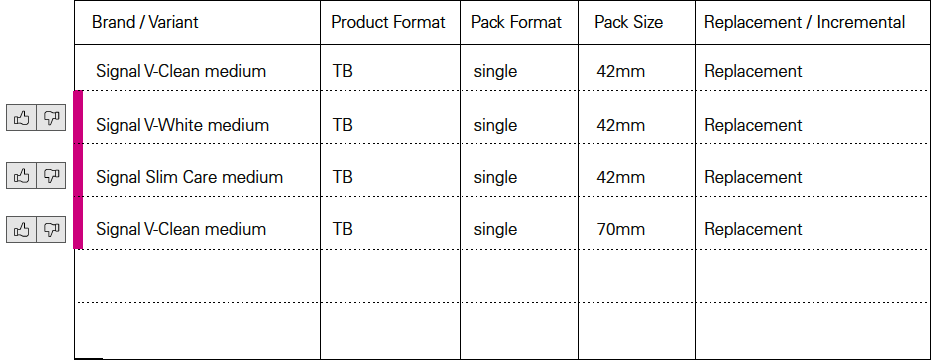 Brand / Variant Product Format Pack Format Pack Size Replacement / Incremental
Signal V-Clean medium TB single 42mm Replacement
Signal V-White medium TB single 42mm Replacement
Signal Slim Care medium TB single 42mm Replacement
Signal V-Clean medium TB single 70mm Replacement